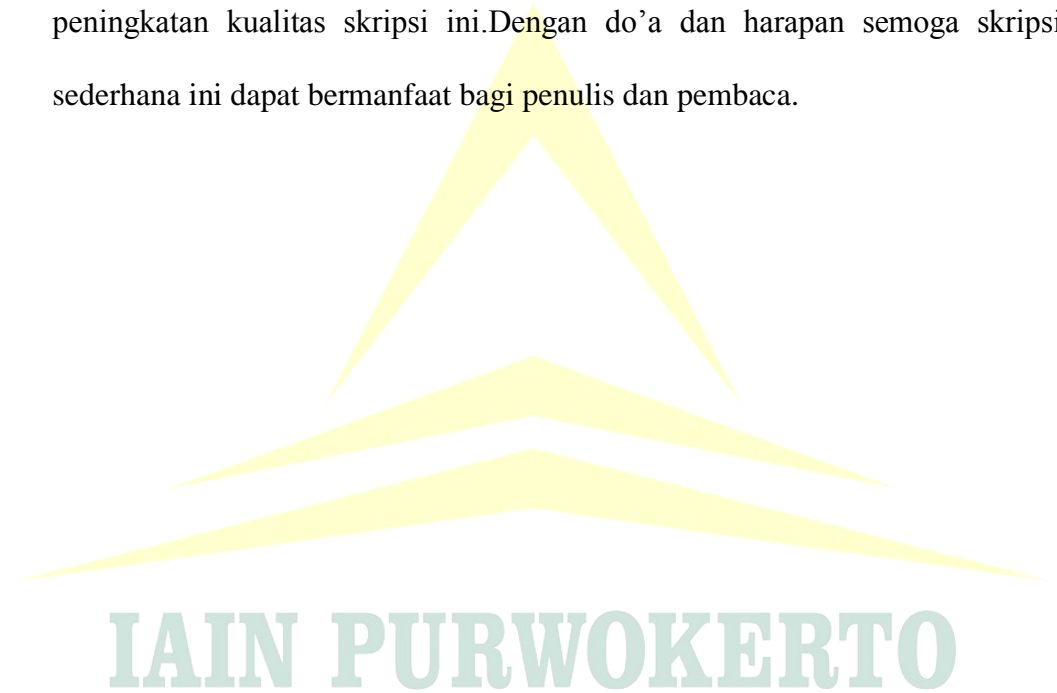 peningkatan kualitas skripsi ini.Dengan do’a dan harapan semoga skripsi
sederhana ini dapat bermanfaat bagi penulis dan pembaca.
IAIN PURWOKERTO